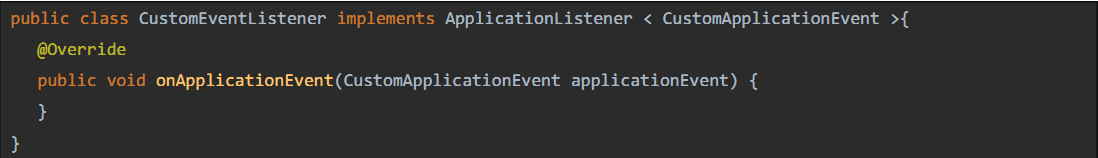 public class CustomEventListener implements ApplicationListener < CustomApplicationEvent >{
@Override
public void onApplicationEvent(CustomApplicationEvent applicationEvent) {
}
}